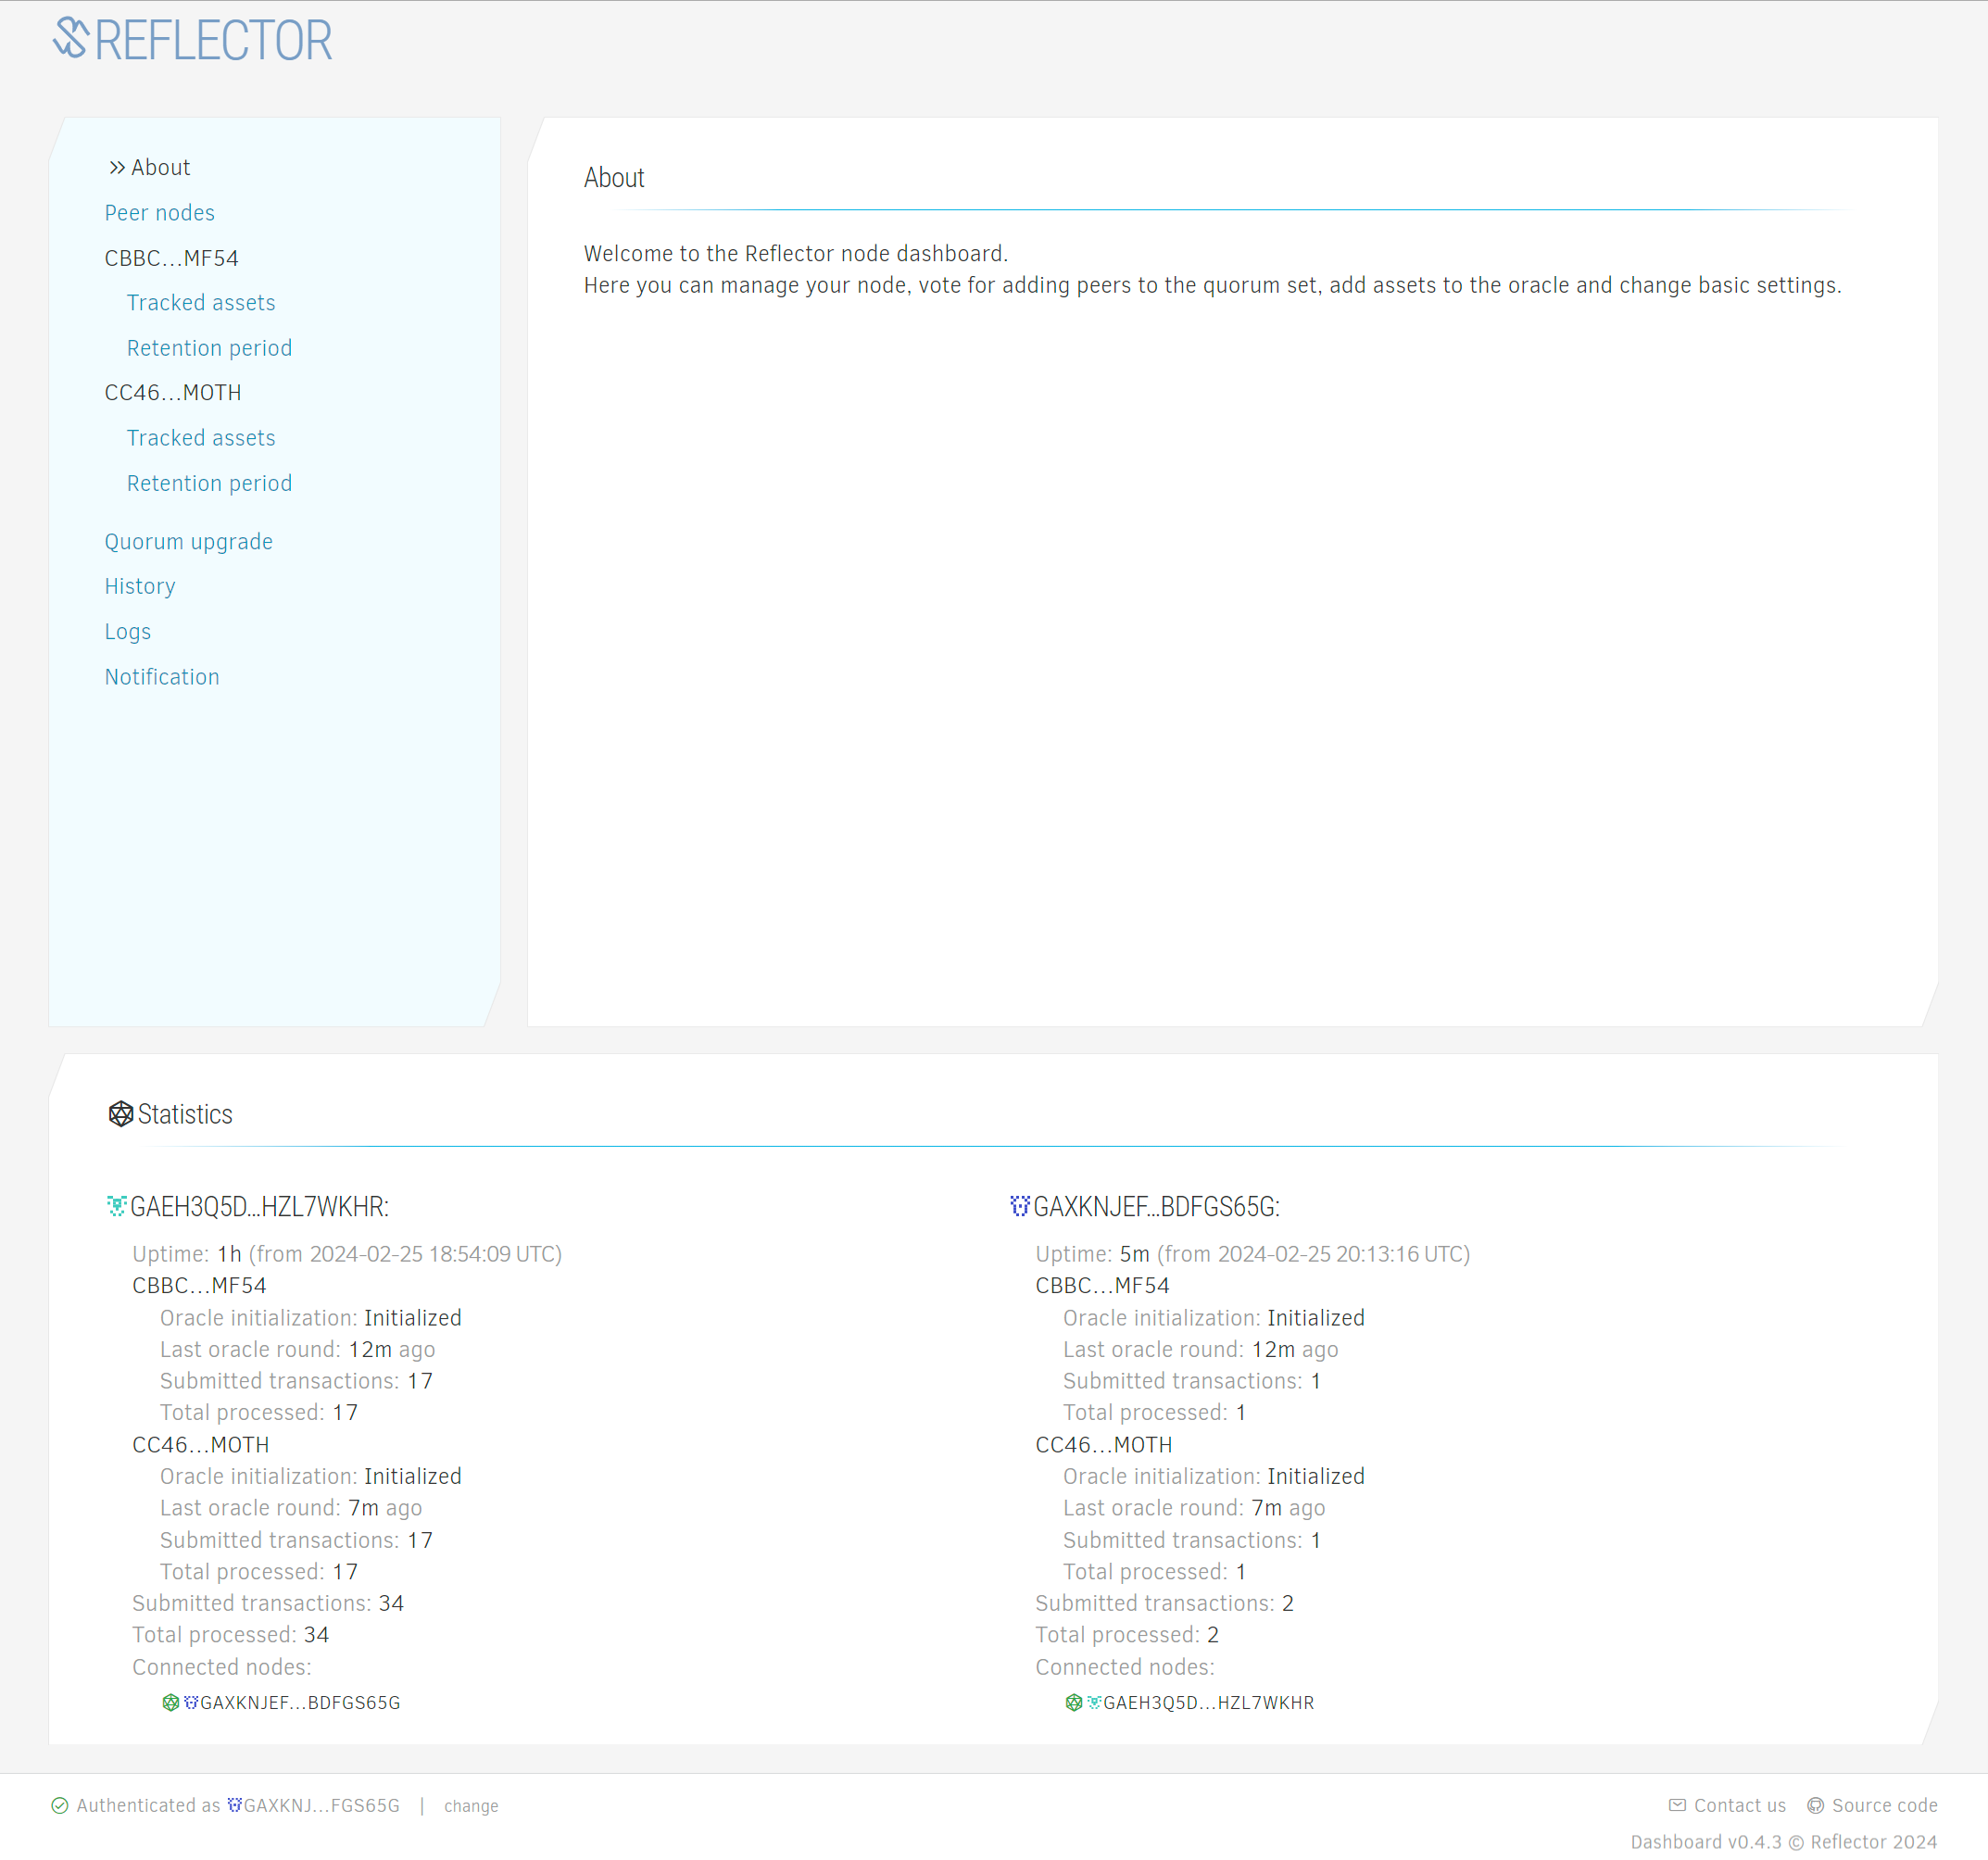 REFLECTOR
About
Peer nodes
CBBC...MF54
Tracked assets
Retention period
CC46...MOTH
Tracked assets
Retention period
Quorum upgrade
History
Logs
Notification
About
Welcome to the Reflector node dashboard.
Here you can manage your node, vote for adding peers to the quorum set, add assets to the oracle and change basic settings.
Statistics
GAEH3Q5D...HZL7WKHR:
Uptime: 1h (from 2024-02-25 18:54:09 UTC)
CBBC...MF54
Oracle initialization: Initialized
Last oracle round: 12m ago
Submitted transactions: 17
Total processed: 17
CC46...MOTH
Oracle initialization: Initialized
Last oracle round: 7m ago
Submitted transactions: 17
Total processed: 17
Submitted transactions: 34
Total processed: 34
Connected nodes:
GAXKNJEF...BDFGS65G
GAXKNJEF...BDFGS65G:
Uptime: 5m (from 2024-02-25 20:13:16 UTC)
CBBC...MF54
Oracle initialization: Initialized
Last oracle round: 12m ago
Submitted transactions: 1
Total processed: 1
CC46...MOTH
Oracle initialization: Initialized
Last oracle round: 7m ago
Submitted transactions: 1
Total processed: 1
Submitted transactions: 2
Total processed: 2
Connected nodes:
GAEH3Q5D...HZL7WKHR
Authenticated as GAXKNJ...FGS65G | change
Contact us Source code
Dashboard v0.4.3 © Reflector 2024